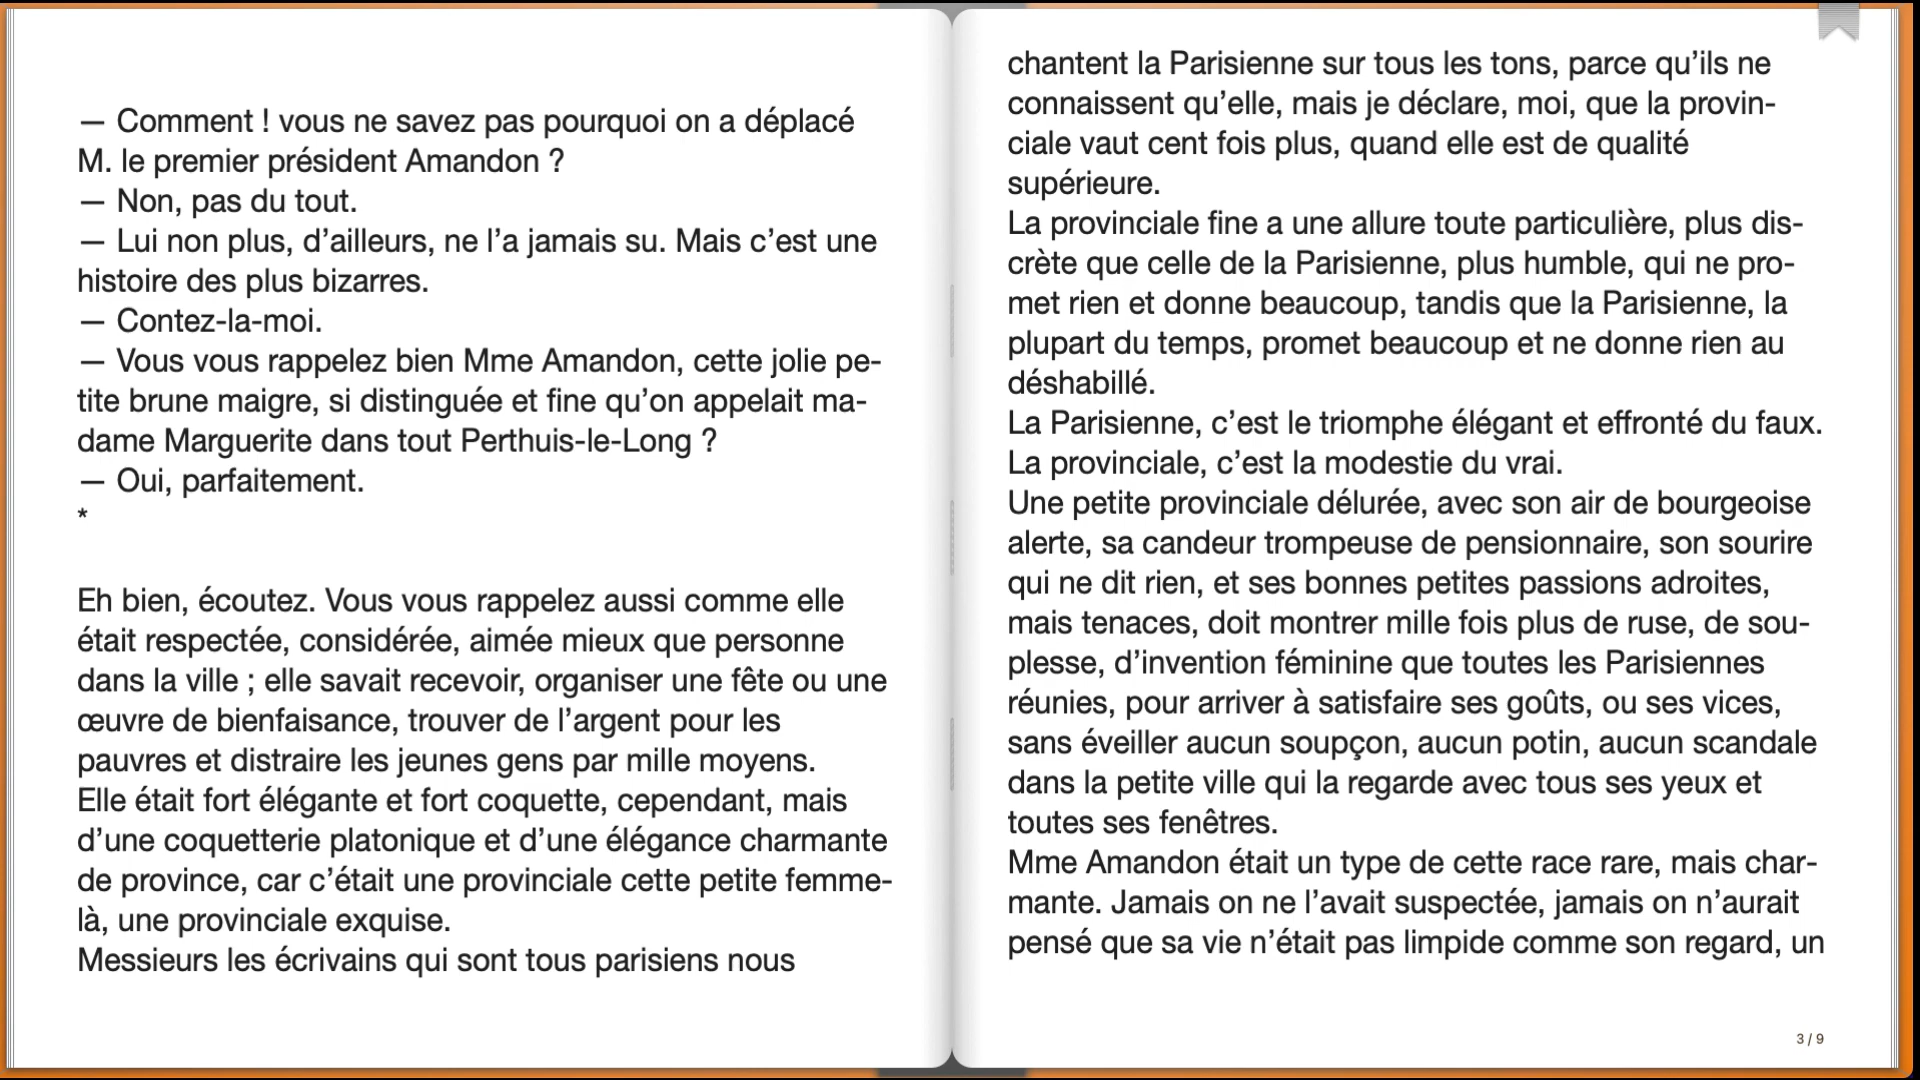 — Comment ! vous ne savez pas pourquoi on a déplacé
M. le premier président Amandon ?
— Non, pas du tout.
— Lui non plus, d’ailleurs, ne l’a jamais su. Mais c’est une
histoire des plus bizarres.
— Contez-la-moi.
— Vous vous rappelez bien Mme Amandon, cette jolie pe-
tite brune maigre, si distinguée et fine qu’on appelait ma-
dame Marguerite dans tout Perthuis-le-Long ?
— Oui, parfaitement.
*
Eh bien, écoutez. Vous vous rappelez aussi comme elle
était respectée, considérée, aimée mieux que personne
dans la ville ; elle savait recevoir, organiser une fête ou une
œuvre de bienfaisance, trouver de l’argent pour les
pauvres et distraire les jeunes gens par mille moyens.
Elle était fort élégante et fort coquette, cependant, mais
d’une coquetterie platonique et d’une élégance charmante
de province, car c’était une provinciale cette petite femme-
là, une provinciale exquise.
Messieurs les écrivains qui sont tous parisiens nous
chantent la Parisienne sur tous les tons, parce qu’ils ne
connaissent qu’elle, mais je déclare, moi, que la provin-
ciale vaut cent fois plus, quand elle est de qualité
supérieure.
La provinciale fine a une allure toute particulière, plus dis-
crète que celle de la Parisienne, plus humble, qui ne pro-
met rien et donne beaucoup, tandis que la Parisienne, la
plupart du temps, promet beaucoup et ne donne rien au
déshabillé.
La Parisienne, c’est le triomphe élégant et effronté du faux.
La provinciale, c’est la modestie du vrai.
Une petite provinciale délurée, avec son air de bourgeoise
alerte, sa candeur trompeuse de pensionnaire, son sourire
qui ne dit rien, et ses bonnes petites passions adroites,
mais tenaces, doit montrer mille fois plus de ruse, de sou-
plesse, d’invention féminine que toutes les Parisiennes
réunies, pour arriver à satisfaire ses goûts, ou ses vices,
sans éveiller aucun soupçon, aucun potin, aucun scandale
dans la petite ville qui la regarde avec tous ses yeux et
toutes ses fenêtres.
Mme Amandon était un type de cette race rare, mais char-
mante. Jamais on ne l’avait suspectée, jamais on n’aurait
pensé que sa vie n’était pas limpide comme son regard, un
3 / 9